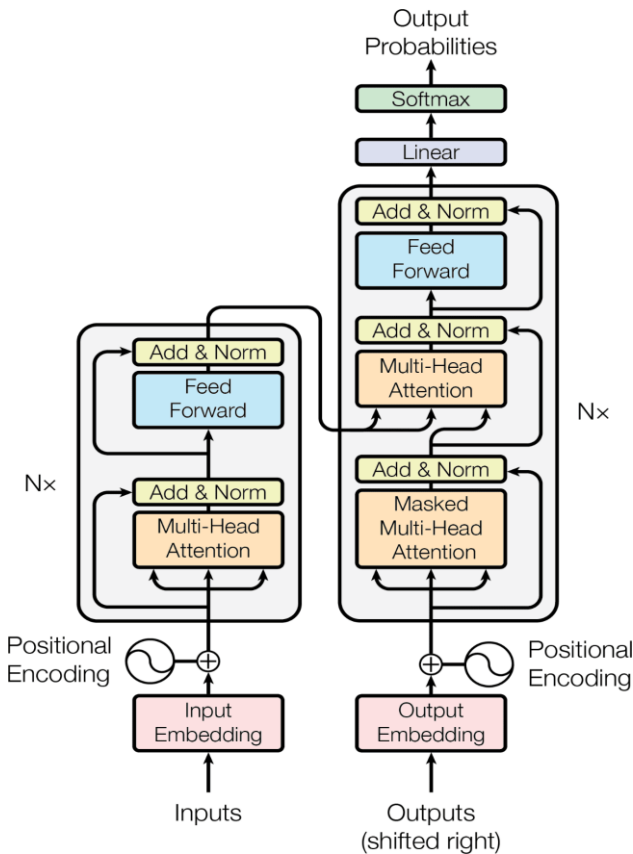 Output
Probabilities
Softmax
Linear
Add & Norm
Feed
Forward
Add & Norm
Multi-Head
Attention
Add & Norm
Masked
Multi-Head
Attention
N×
Add & Norm
Feed
Forward
Add & Norm
Multi-Head
Attention
N×
Positional
Encoding
Positional
Encoding
Input
Embedding
Output
Embedding
Inputs
Outputs
(shifted right)